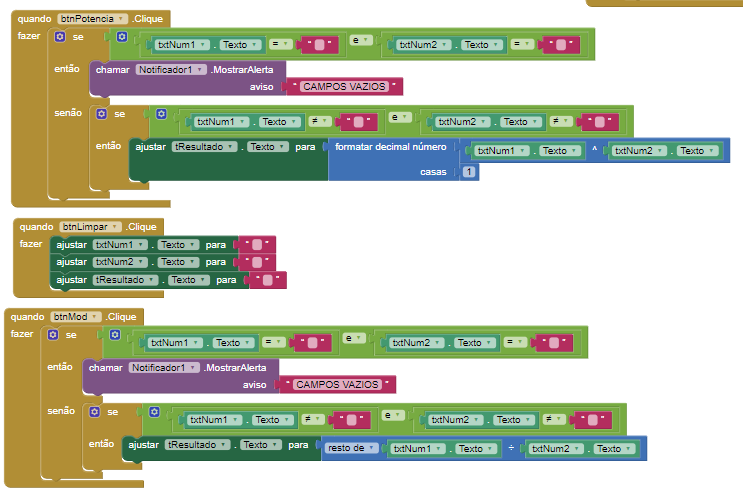 quando btnPotencia .Clique
fazer se txtNum1 . Texto = " " e txtNum2 . Texto = " "
então chamar Notificador1 .MostrarAlerta
aviso " CAMPOS VAZIOS "
senão se txtNum1 . Texto ≠ " " e txtNum2 . Texto ≠ " "
então ajustar tResultado . Texto para formatar decimal número txtNum1 . Texto ^ txtNum2 . Texto
casas 1
quando btnLimpar .Clique
fazer ajustar txtNum1 . Texto para " "
ajustar txtNum2 . Texto para " "
ajustar tResultado . Texto para " "
quando btnMod .Clique
fazer se txtNum1 . Texto = " " e txtNum2 . Texto = " "
então chamar Notificador1 .MostrarAlerta
aviso " CAMPOS VAZIOS "
senão se txtNum1 . Texto ≠ " " e txtNum2 . Texto ≠ " "
então ajustar tResultado . Texto para resto de txtNum1 . Texto ÷ txtNum2 . Texto